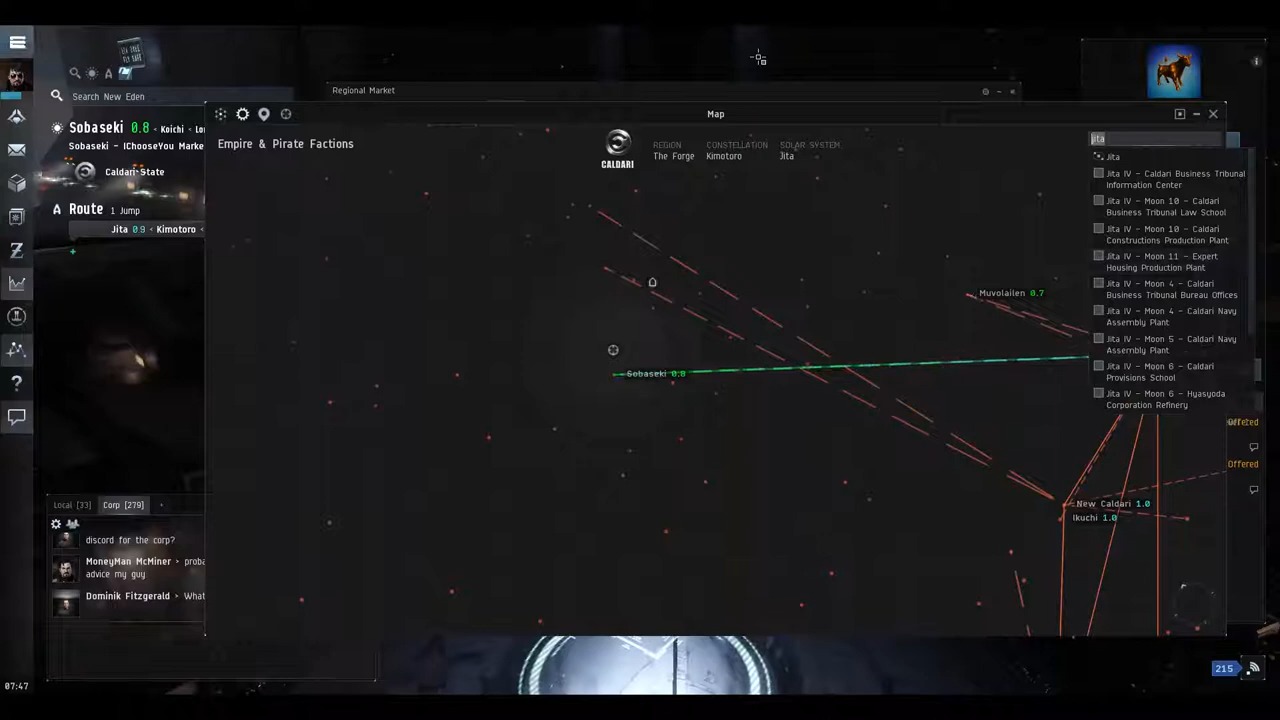 Regional Market
Search New Eden
Map
Sobaseki 0.8 < Koichi < Lo
Sobaseki - IChooseYou Marke
Caldari State
Route 1 Jump
Jita 0.9 < Kimotoro <
Empire & Pirate Factions
CALDARI
REGION
The Forge
CONSTELLATION
Kimotoro
SOLAR SYSTEM
Jita
jita
Jita
Jita IV - Caldari Business Tribunal
Information Center
Jita IV - Moon 10 - Caldari
Business Tribunal Law School
Jita IV - Moon 10 - Caldari
Constructions Production Plant
Jita IV - Moon 11 - Expert
Housing Production Plant
Jita IV - Moon 4 - Caldari
Business Tribunal Bureau Offices
Jita IV - Moon 4 - Caldari Navy
Assembly Plant
Jita IV - Moon 5 - Caldari Navy
Assembly Plant
Jita IV - Moon 6 - Caldari
Provisions School
Jita IV - Moon 6 - Hyasyoda
Corporation Refinery
Muvolailen 0.7
Sobaseki 0.8
New Caldari 1.0
Ikuchi 1.0
Offered
Offered
Local [33]
Corp [279]
discord for the corp?
MoneyMan McMiner > proba
advice my guy
Dominik Fitzgerald > What
215
07:47